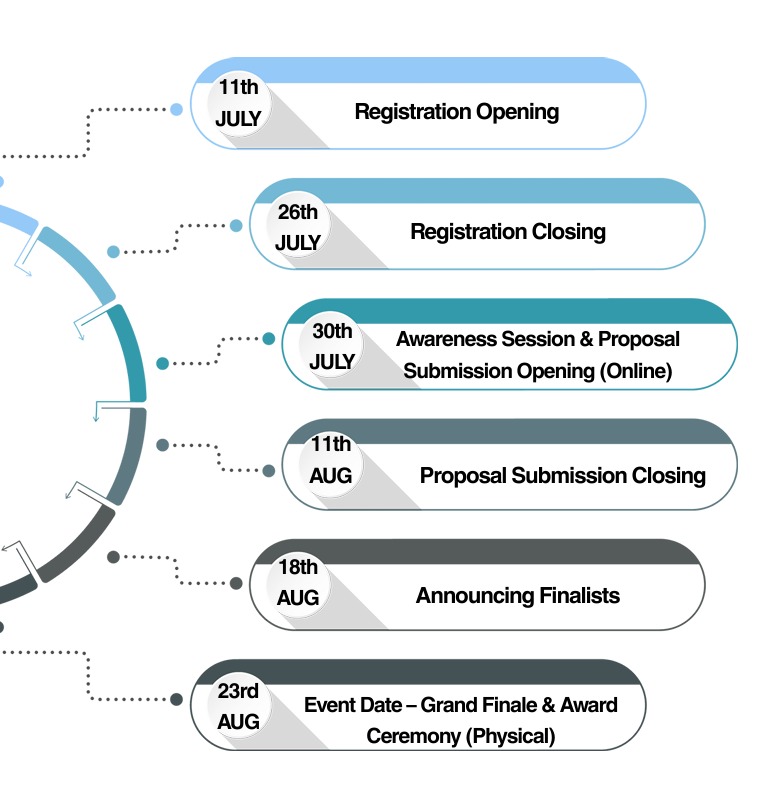 11th
JULY
Registration Opening
26th
JULY
Registration Closing
30th
JULY
Awareness Session & Proposal
Submission Opening (Online)
11th
AUG
Proposal Submission Closing
18th
AUG
Announcing Finalists
23rd
AUG
Event Date – Grand Finale & Award
Ceremony (Physical)